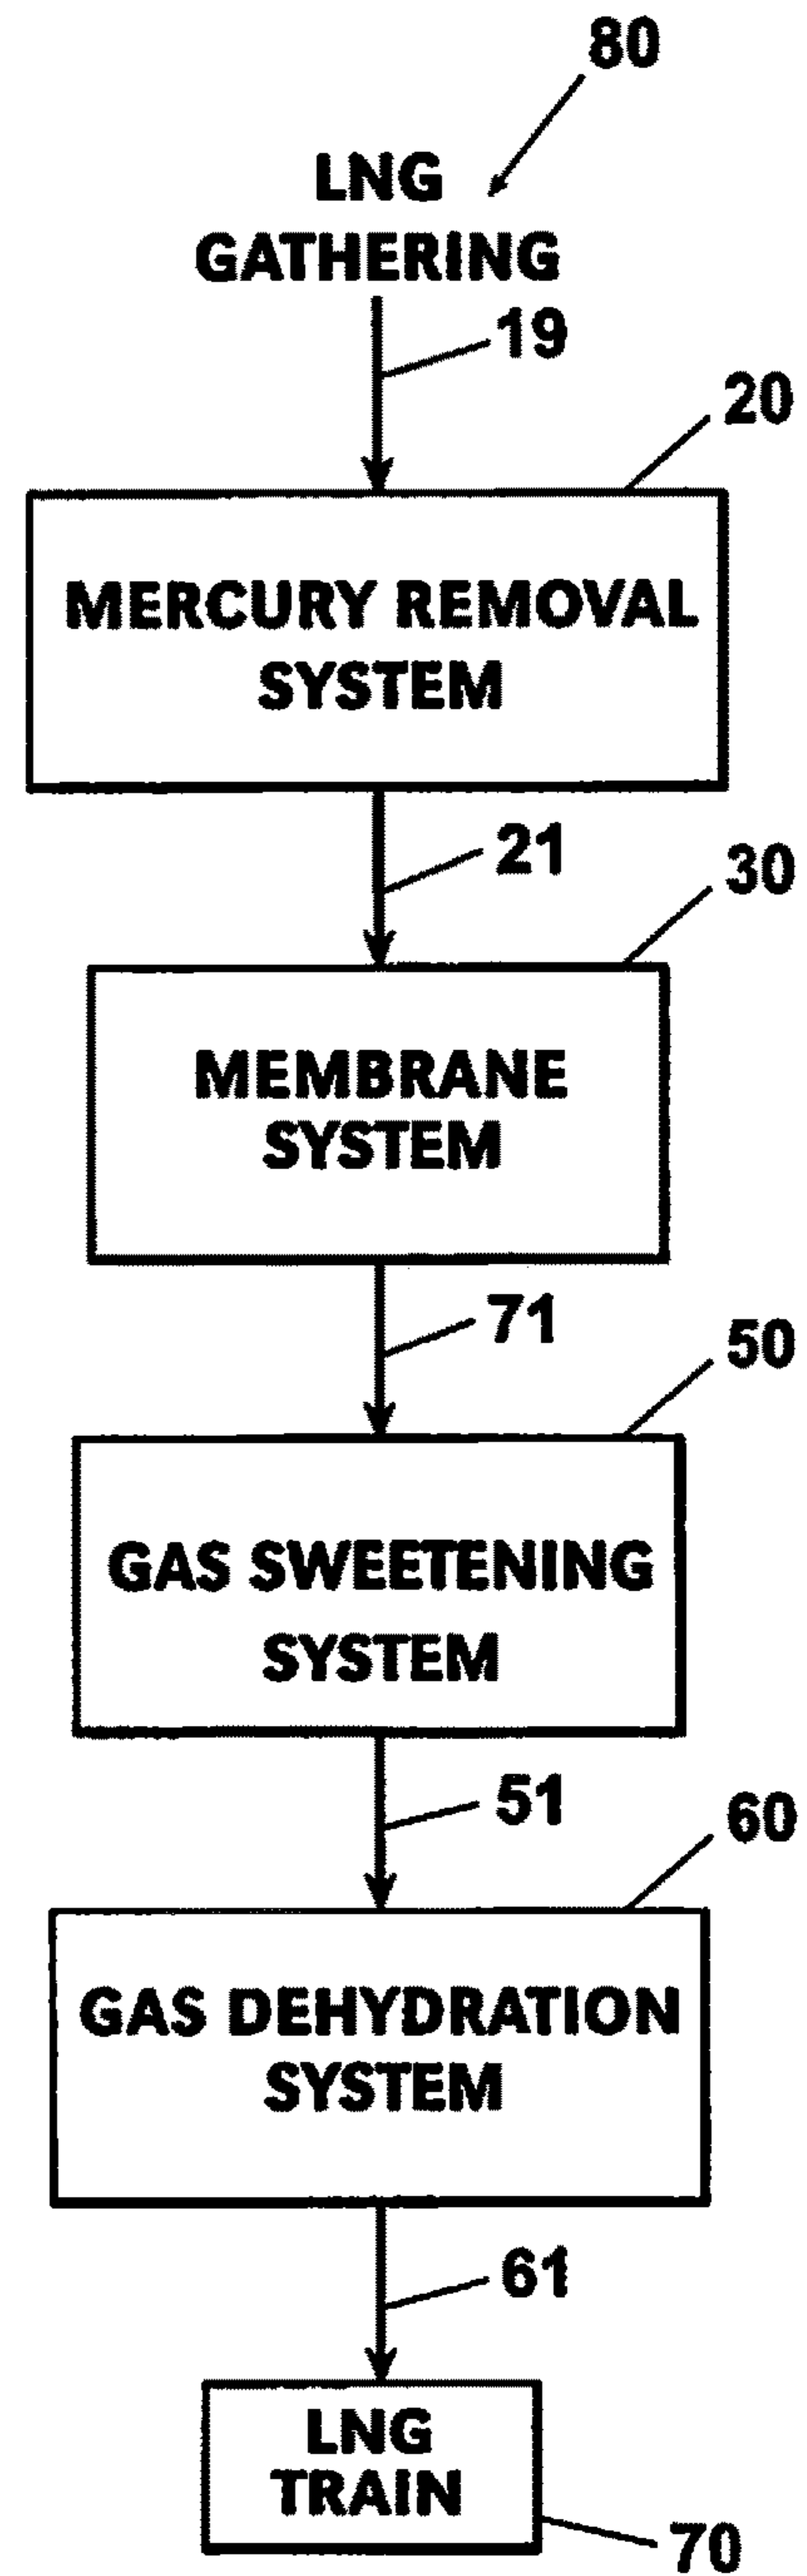 80
LNG
GATHERING
19
20
MERCURY REMOVAL
SYSTEM
21
30
MEMBRANE
SYSTEM
71
50
GAS SWEETENING
SYSTEM
51
60
GAS DEHYDRATION
SYSTEM
61
LNG
TRAIN
70